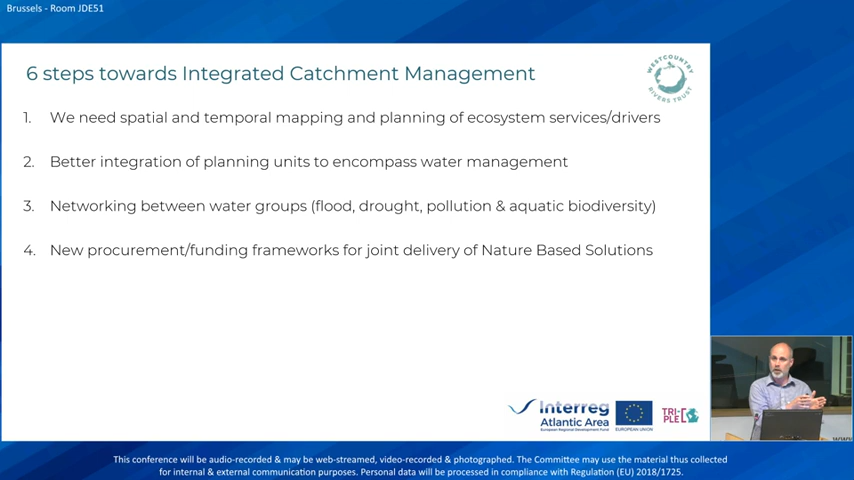 Brussels - Room JDE51
6 steps towards Integrated Catchment Management
WESTCOUNTRY
RIVERS TRUST
1. We need spatial and temporal mapping and planning of ecosystem services/drivers
2. Better integration of planning units to encompass water management
3. Networking between water groups (flood, drought, pollution & aquatic biodiversity)
4. New procurement/funding frameworks for joint delivery of Nature Based Solutions
Interreg
Atlantic Area
European Regional Development Fund
EUROPEAN UNION
TRI-
PLE C
This conference will be audio-recorded & may be web-streamed, video-recorded & photographed. The Committee may use the material thus collected
for internal & external communication purposes. Personal data will be processed in compliance with Regulation (EU) 2018/1725.